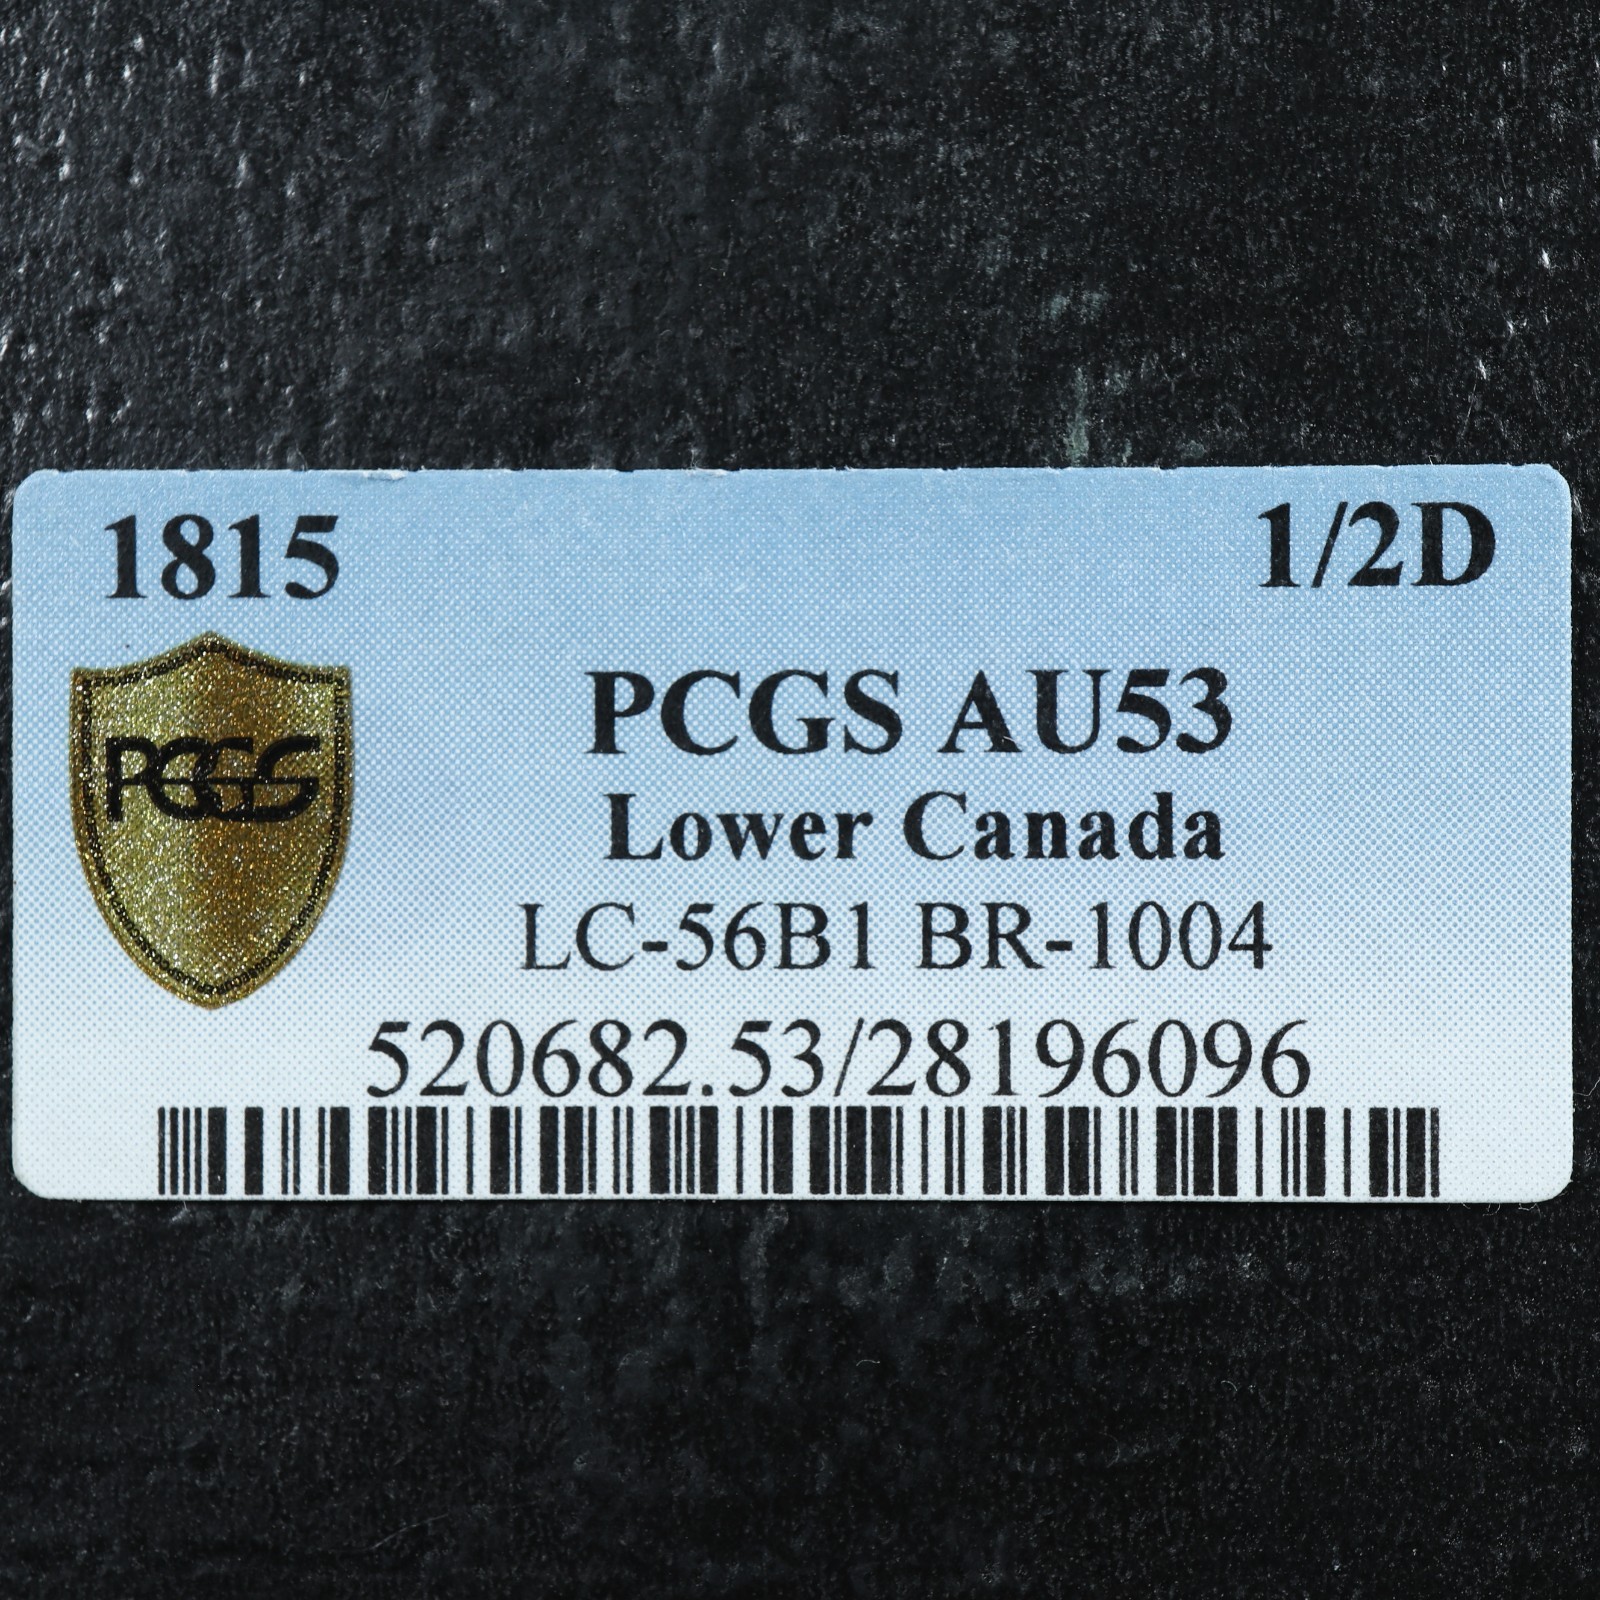 1815 1/2D
PCGS
PCGS AU53
Lower Canada
LC-56B1 BR-1004
520682.53/28196096